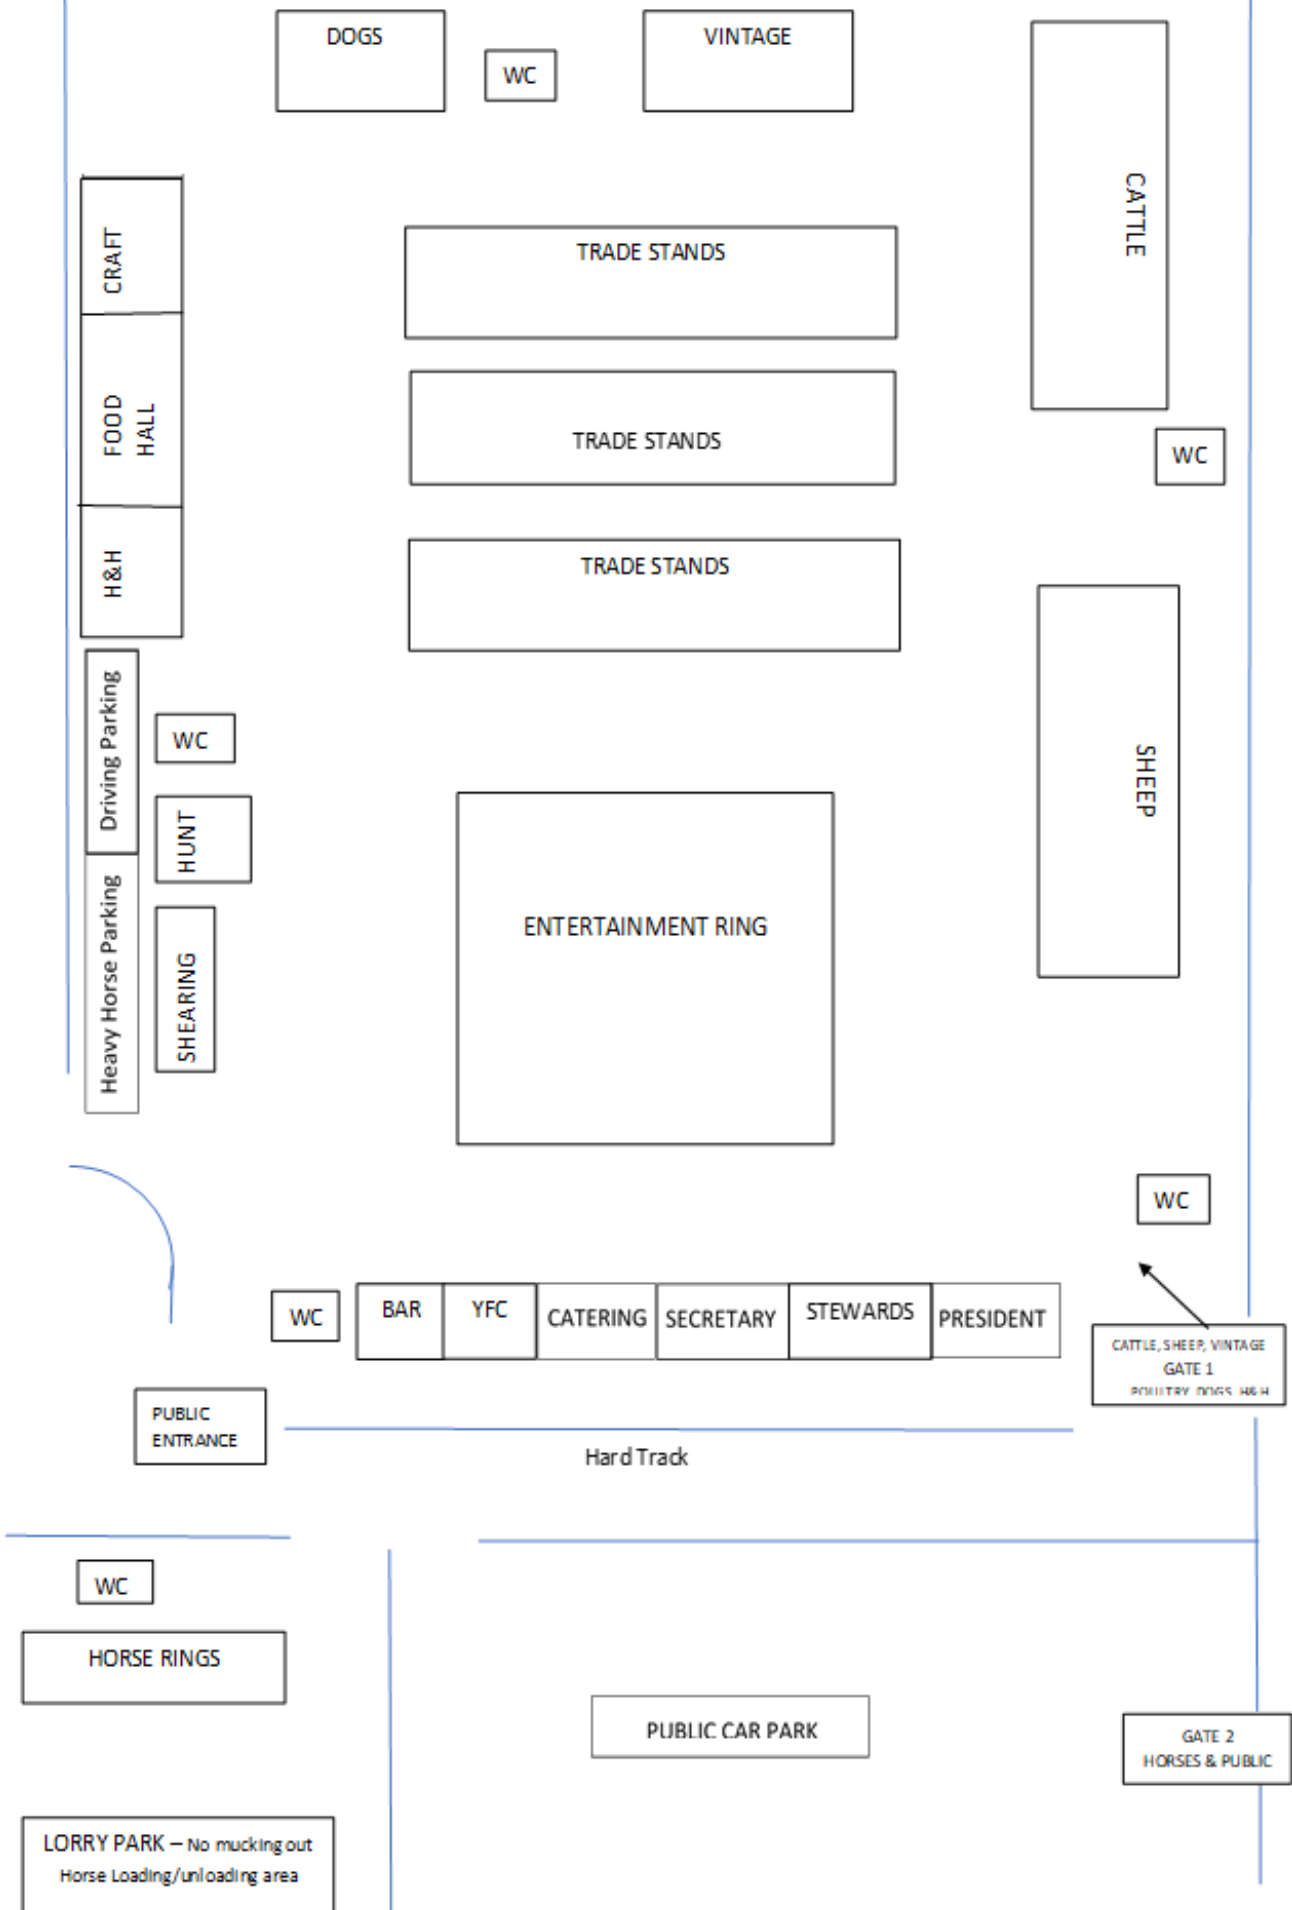 DOGS
WC
VINTAGE
CATTLE
CRAFT
TRADE STANDS
FOOD
HALL
TRADE STANDS
WC
H&H
TRADE STANDS
Driving Parking
WC
SHEEP
HUNT
Heavy Horse Parking
SHEARING
ENTERTAINMENT RING
WC
WC
BAR
YFC
CATERING
SECRETARY
STEWARDS
PRESIDENT
CATTLE, SHEEP, VINTAGE
GATE 1
POULTRY, DOGS, H& H
PUBLIC
ENTRANCE
Hard Track
WC
HORSE RINGS
PUBLIC CAR PARK
GATE 2
HORSES & PUBLIC
LORRY PARK – No mucking out
Horse Loading/unloading area